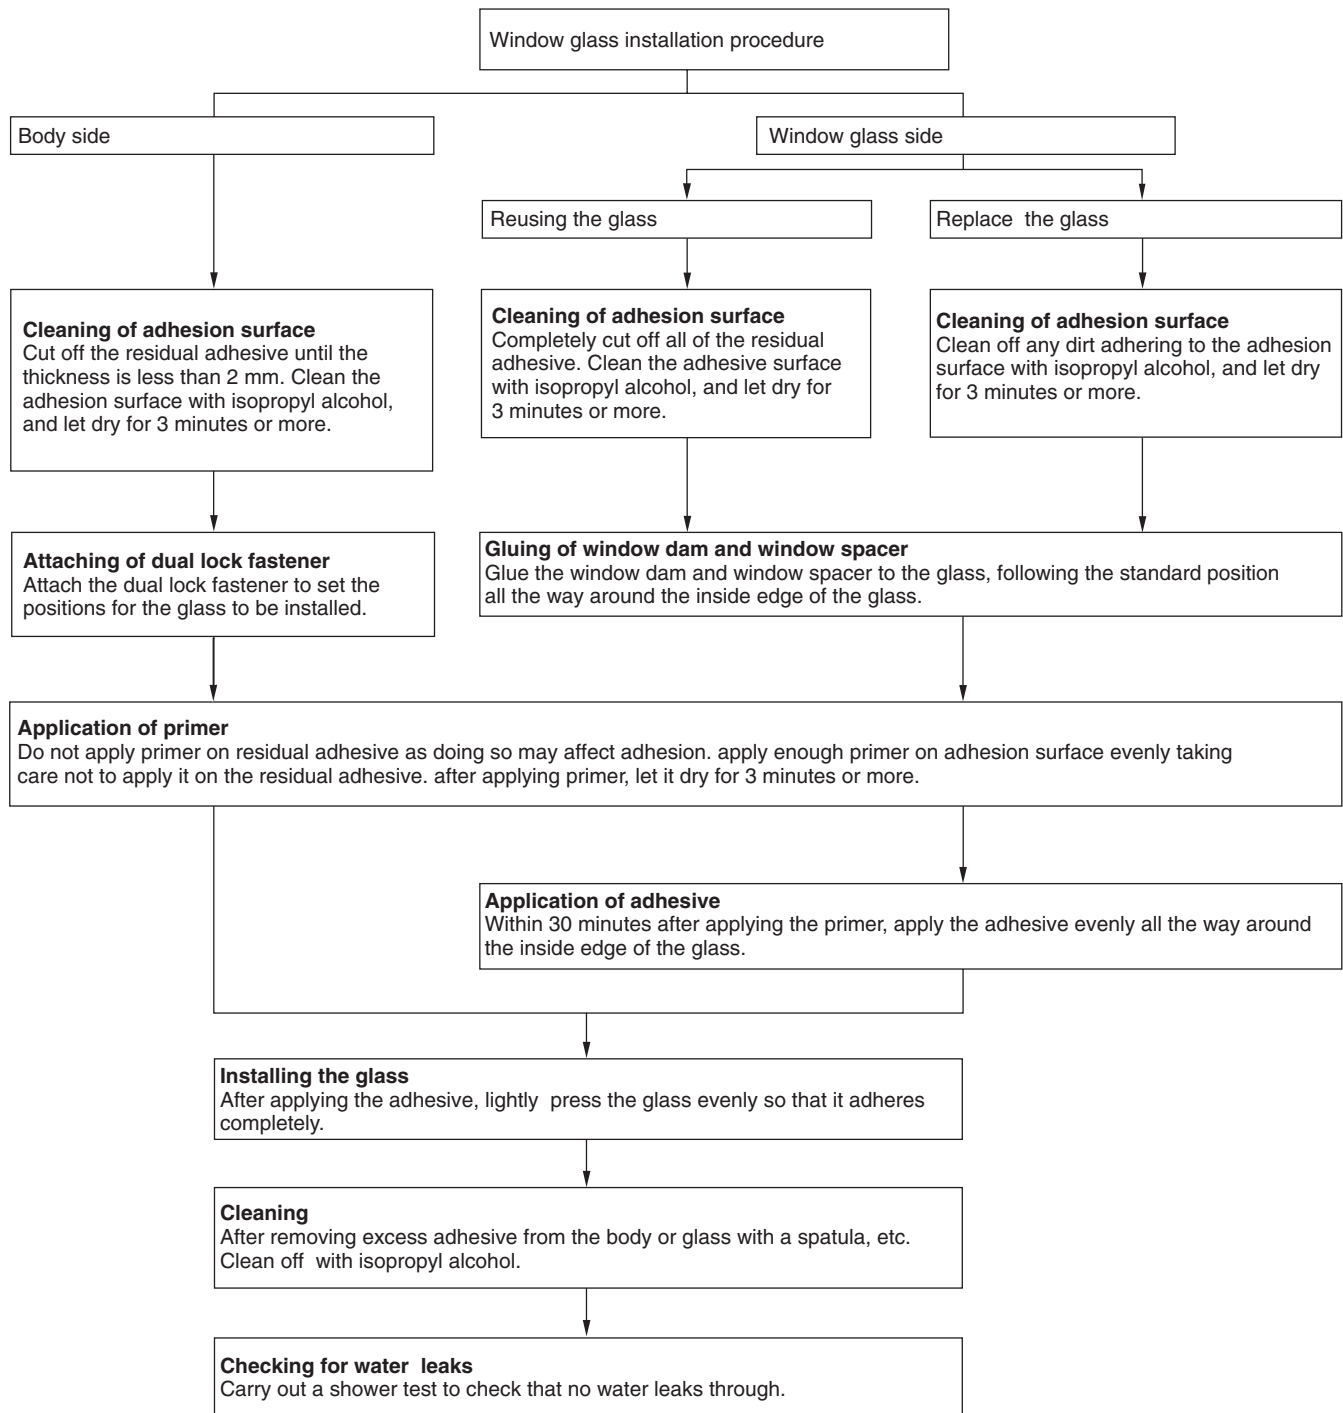 Window glass installation procedure
Body side
Window glass side
Reusing the glass
Replace the glass
Cleaning of adhesion surface
Cut off the residual adhesive until the
thickness is less than 2 mm. Clean the
adhesion surface with isopropyl alcohol,
and let dry for 3 minutes or more.
Cleaning of adhesion surface
Completely cut off all of the residual
adhesive. Clean the adhesive surface
with isopropyl alcohol, and let dry for
3 minutes or more.
Cleaning of adhesion surface
Clean off any dirt adhering to the adhesion
surface with isopropyl alcohol, and let dry
for 3 minutes or more.
Attaching of dual lock fastener
Attach the dual lock fastener to set the
positions for the glass to be installed.
Gluing of window dam and window spacer
Glue the window dam and window spacer to the glass, following the standard position
all the way around the inside edge of the glass.
Application of primer
Do not apply primer on residual adhesive as doing so may affect adhesion. apply enough primer on adhesion surface evenly taking
care not to apply it on the residual adhesive. after applying primer, let it dry for 3 minutes or more.
Application of adhesive
Within 30 minutes after applying the primer, apply the adhesive evenly all the way around
the inside edge of the glass.
Installing the glass
After applying the adhesive, lightly press the glass evenly so that it adheres
completely.
Cleaning
After removing excess adhesive from the body or glass with a spatula, etc.
Clean off with isopropyl alcohol.
Checking for water leaks
Carry out a shower test to check that no water leaks through.